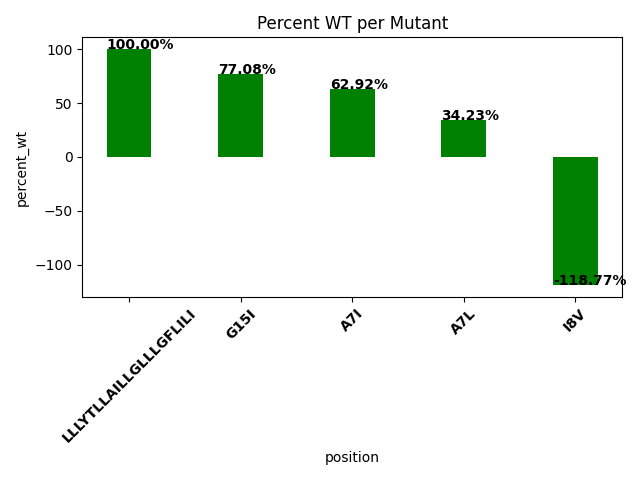 Percent WT per Mutant
percent_wt
100
50
0
−50
−100
100.00%
77.08%
62.92%
34.23%
-118.77%
LLLYTLLAILLGLLLGFLILI
G15I
A7I
A7L
I8V
position